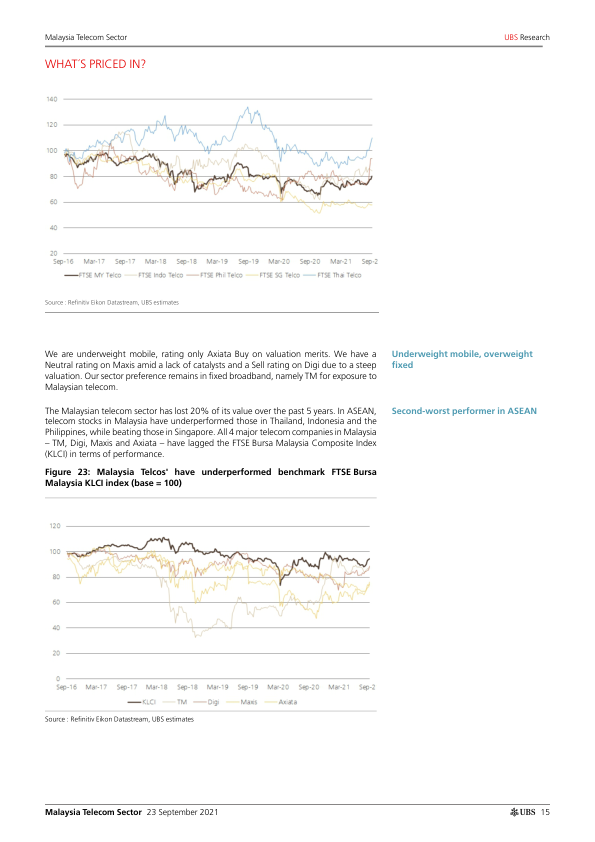 Malaysia Telecom Sector
UBS Research
WHAT´S PRICED IN?
140
120
100
80
60
40
20
Sep-16 Mar-17 Sep-17 Mar-18 Sep-18 Mar-19 Sep-19 Mar-20 Sep-20 Mar-21 Sep-2
FTSE MY Telco FTSE Indo Telco FTSE Phil Telco FTSE SG Telco FTSE Thai Telco
Source : Refinitiv Eikon Datastream, UBS estimates
We are underweight mobile, rating only Axiata Buy on valuation merits. We have a
Neutral rating on Maxis amid a lack of catalysts and a Sell rating on Digi due to a steep
valuation. Our sector preference remains in fixed broadband, namely TM for exposure to
Malaysian telecom.
Underweight mobile, overweight
fixed
The Malaysian telecom sector has lost 20% of its value over the past 5 years. In ASEAN,
telecom stocks in Malaysia have underperformed those in Thailand, Indonesia and the
Philippines, while beating those in Singapore. All 4 major telecom companies in Malaysia
– TM, Digi, Maxis and Axiata – have lagged the FTSE Bursa Malaysia Composite Index
(KLCI) in terms of performance.
Second-worst performer in ASEAN
Figure 23: Malaysia Telcos' have underperformed benchmark FTSE Bursa
Malaysia KLCI index (base = 100)
120
100
80
60
40
20
0
Sep-16 Mar-17 Sep-17 Mar-18 Sep-18 Mar-19 Sep-19 Mar-20 Sep-20 Mar-21 Sep-2
KLCI TM Digi Maxis Axiata
Source : Refinitiv Eikon Datastream, UBS estimates
Malaysia Telecom Sector 23 September 2021
UBS 15